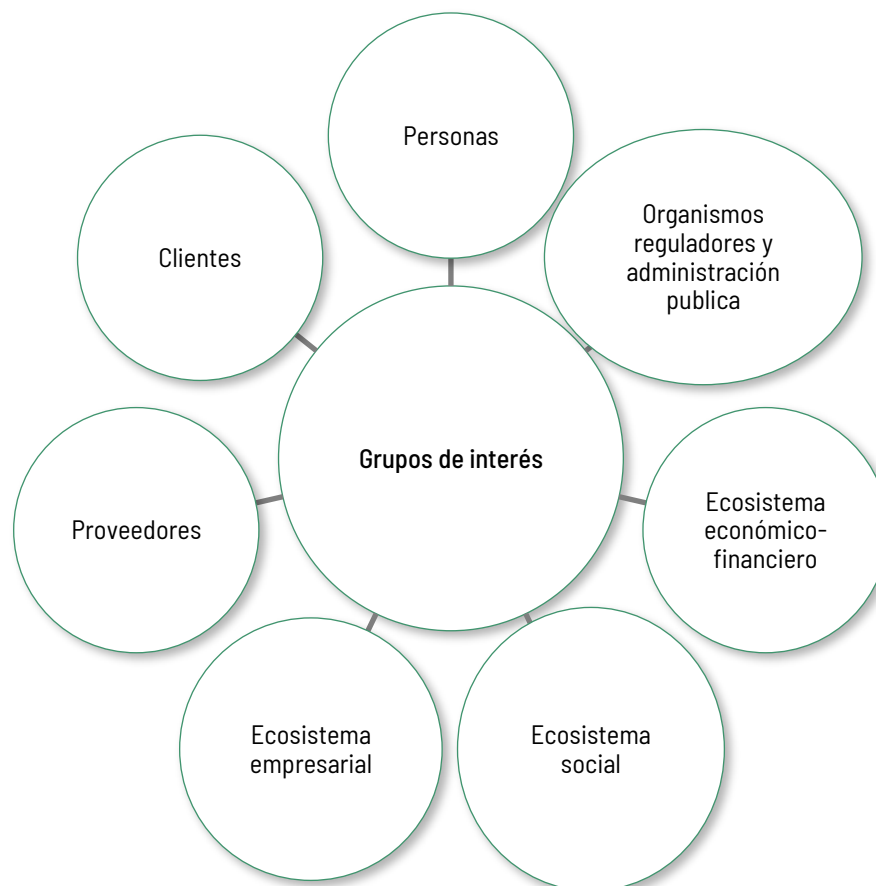 Personas
Organismos
reguladores y
administración
publica
Clientes
Grupos de interés
Ecosistema
económico-
financiero
Proveedores
Ecosistema
empresarial
Ecosistema
social